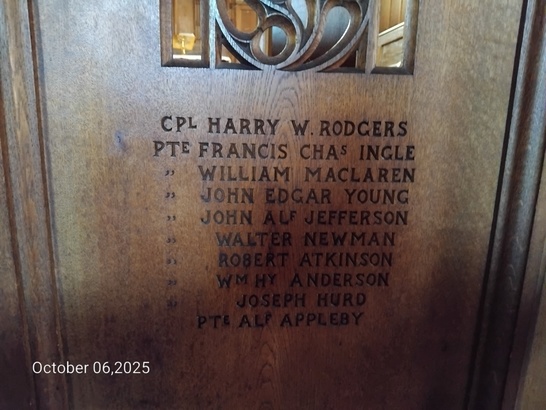 CPL HARRY W. RODGERS
PTE FRANCIS CHAS INGLE
" WILLIAM MACLAREN
" JOHN EDGAR YOUNG
" JOHN ALF JEFFERSON
" WALTER NEWMAN
" ROBERT ATKINSON
" WM HY ANDERSON
" JOSEPH HURD
PTE ALF APPLEBY
October 06,2025